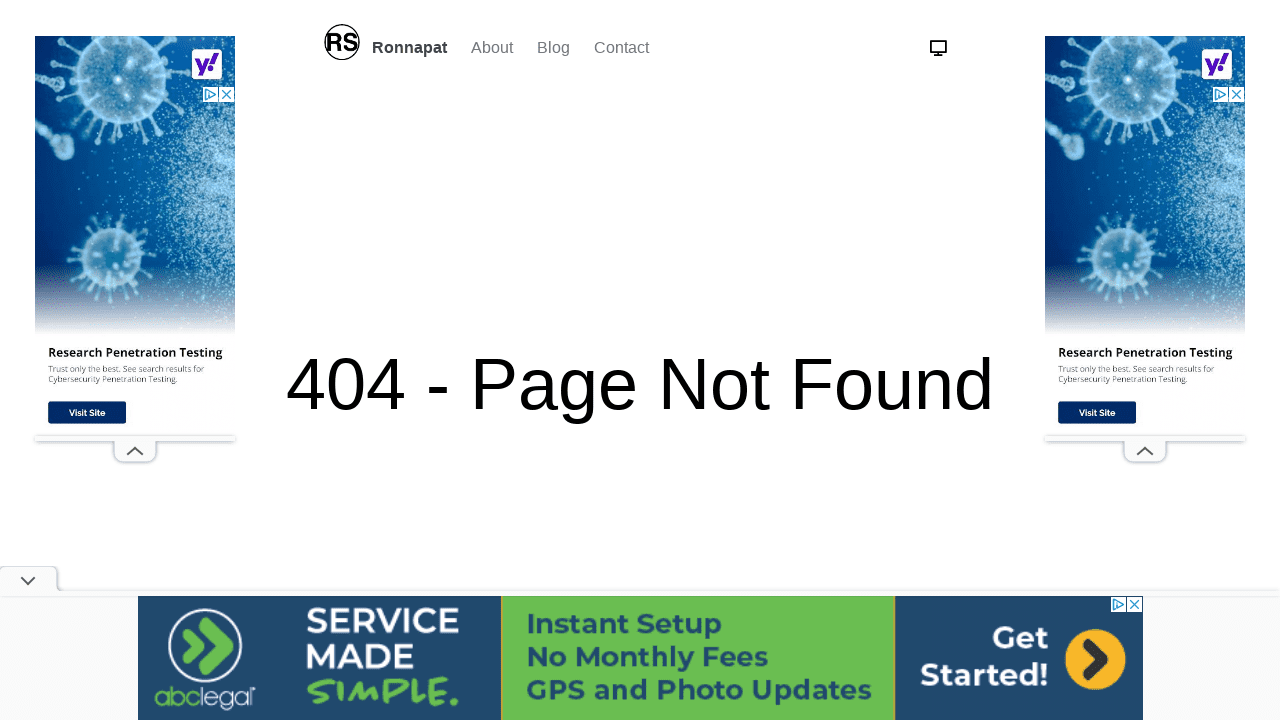 RS
Ronnapat About Blog Contact
y!
Research Penetration Testing
Trust only the best. See search results for
Cybersecurity Penetration Testing.
Visit Site
404 - Page Not Found
y!
Research Penetration Testing
Trust only the best. See search results for
Cybersecurity Penetration Testing.
Visit Site
abclegal
SERVICE
MADE
SIMPLE.
Instant Setup
No Monthly Fees
GPS and Photo Updates
Get
Started!